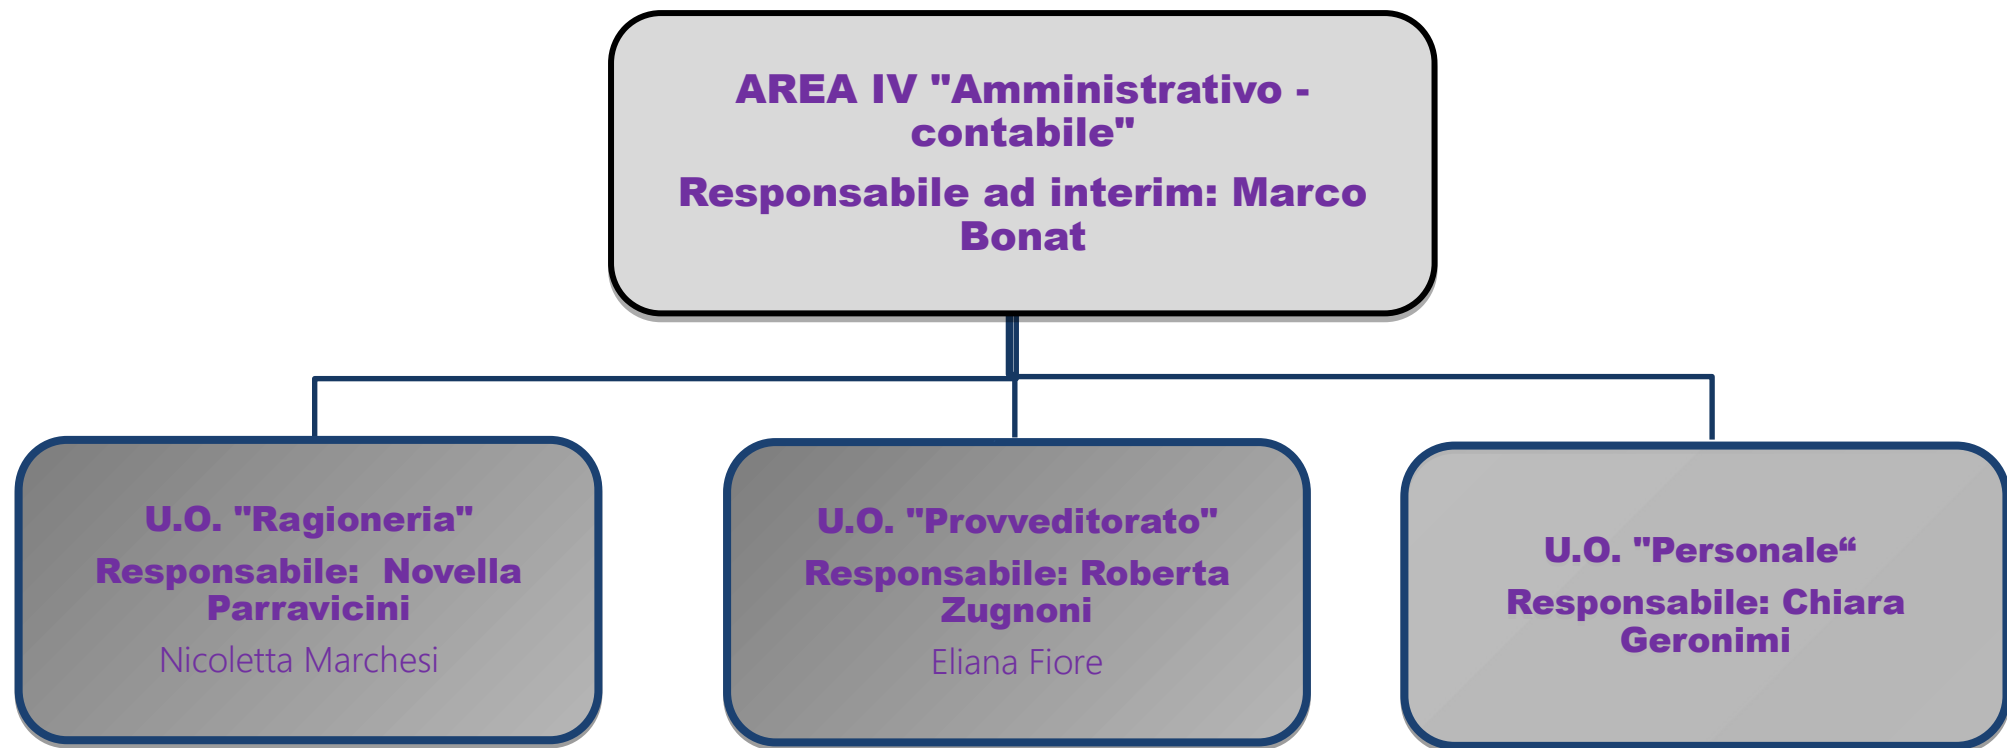 AREA IV "Amministrativo -
contabile"
Responsabile ad interim: Marco
Bonat
U.O. "Ragioneria"
Responsabile:  Novella
Parravicini
Nicoletta Marchesi
U.O. "Provveditorato"
Responsabile: Roberta
Zugnoni
Eliana Fiore
U.O. "Personale“
Responsabile: Chiara
Geronimi